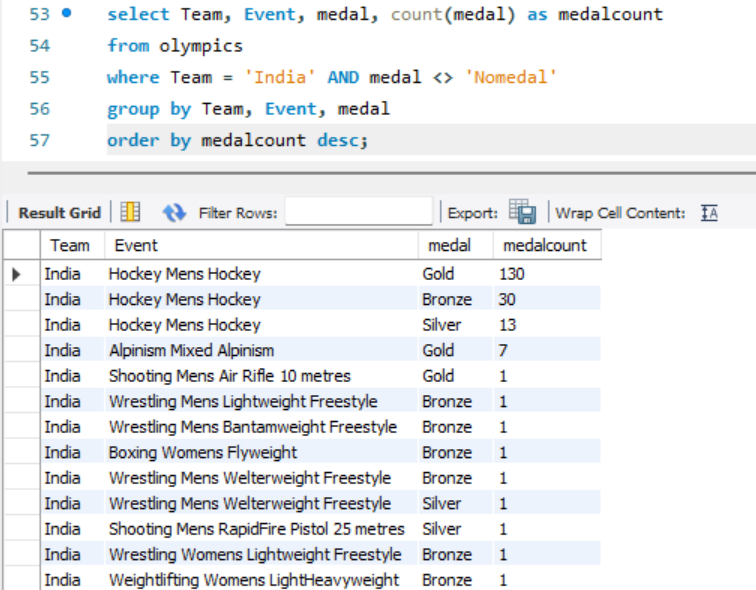 53 select Team, Event, medal, count(medal) as medalcount
54 from olympics
55 where Team = 'India' AND medal <> 'Nomedal'
56 group by Team, Event, medal
57 order by medalcount desc;
Result Grid Filter Rows: Export: Wrap Cell Content: IA
Team Event medal medalcount
India Hockey Mens Hockey Gold 130
India Hockey Mens Hockey Bronze 30
India Hockey Mens Hockey Silver 13
India Alpinism Mixed Alpinism Gold 7
India Shooting Mens Air Rifle 10 metres Gold 1
India Wrestling Mens Lightweight Freestyle Bronze 1
India Wrestling Mens Bantamweight Freestyle Bronze 1
India Boxing Womens Flyweight Bronze 1
India Wrestling Mens Welterweight Freestyle Bronze 1
India Wrestling Mens Welterweight Freestyle Silver 1
India Shooting Mens RapidFire Pistol 25 metres Silver 1
India Wrestling Womens Lightweight Freestyle Bronze 1
India Weightlifting Womens LightHeavyweight Bronze 1